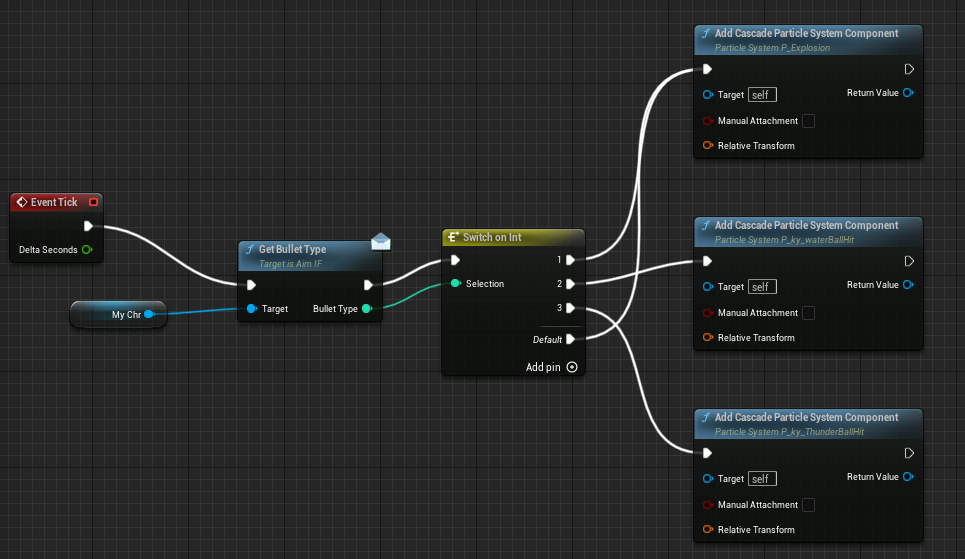 Event Tick
Delta Seconds
My Chr
Get Bullet Type
Target is Aim IF
Target
Bullet Type
Switch on Int
Selection
1
2
3
Default
Add pin
Add Cascade Particle System Component
Particle System P_Explosion
Target self
Return Value
Manual Attachment
Relative Transform
Add Cascade Particle System Component
Particle System P_ky_waterBallHit
Target self
Return Value
Manual Attachment
Relative Transform
Add Cascade Particle System Component
Particle System P_ky_ThunderBallHit
Target self
Return Value
Manual Attachment
Relative Transform